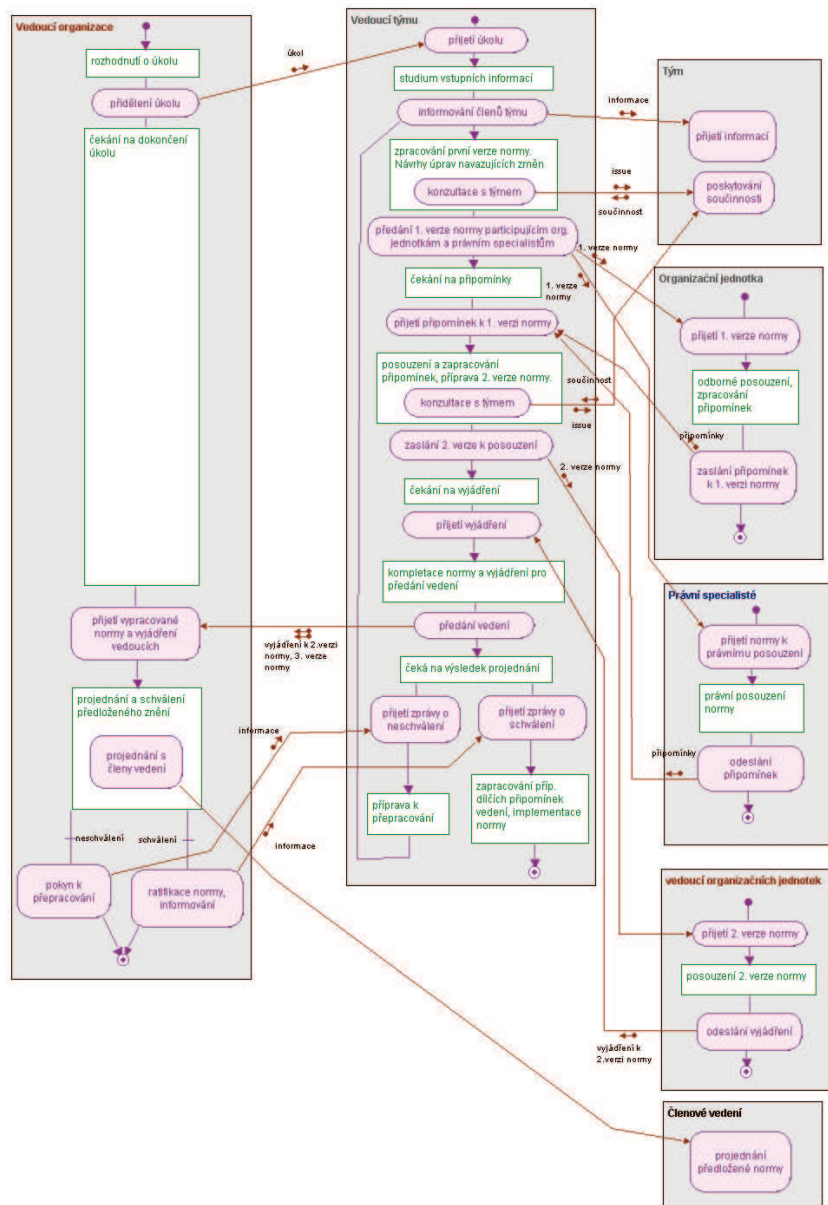 Vedoucí organizace
rozhodnutí o úkolu
přidělení úkolu
čekání na dokončení
úkolu
přijetí vypracované
normy a vyjádření
vedoucích
projednání a schválení
předloženého znění
projednání s
členy vedení
neschválení
schválení
pokyn k
přepracování
ratifikace normy,
informování
úkol
Vedoucí týmu
přijetí úkolu
studium vstupních informací
informování členů týmu
zpracování první verze normy.
Návrhy úprav navazujících změn
konzultace s týmem
předání 1. verze normy participujícím org.
jednotkám a právním specialistům
čekání na připomínky
1. verze
normy
přijetí připomínek k 1. verzi normy
posouzení a zapracování
připomínek, příprava 2. verze normy.
konzultace s týmem
zaslání 2. verze k posouzení
čekání na vyjádření
přijetí vyjádření
kompletace normy a vyjádření pro
předání vedení
předání vedení
vyjádření k 2.verzi
normy, 3. verze
normy
čeká na výsledek projednání
přijetí zprávy o
neschválení
přijetí zprávy o
schválení
příprava k
přepracování
zapracování příp.
dílčích připomínek
vedení, implementace
normy
informace
informace
informace
issue
součinnost
1. verze normy
součinnost
issue
připomínky
2. verze normy
připomínky
vyjádření k
2.verzi normy
Tým
přijetí informací
poskytování
součinnosti
Organizační jednotka
přijetí 1. verze normy
odborné posouzení,
zpracování
připomínek
zaslání připomínek
k 1. verzi normy
Právní specialisté
přijetí normy k
právnímu posouzení
právní posouzení
normy
odeslání
připomínek
vedoucí organizačních jednotek
přijetí 2. verze normy
posouzení 2. verze normy
odeslání vyjádření
Členové vedení
projednání
předložené normy